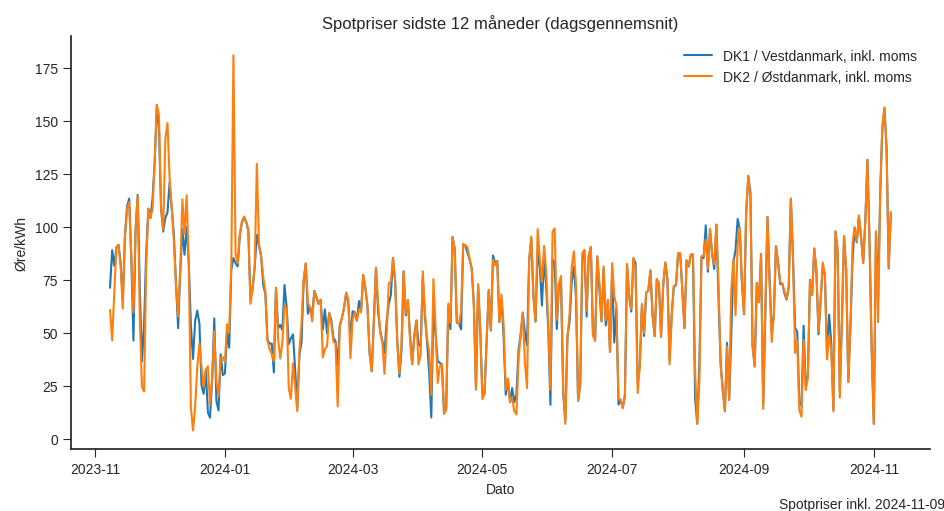 Spotpriser sidste 12 måneder (dagsgennemsnit)
DK1 / Vestdanmark, inkl. moms
DK2 / Østdanmark, inkl. moms
Øre/kWh
175
150
125
100
75
50
25
0
2023-11
2024-01
2024-03
2024-05
2024-07
2024-09
2024-11
Dato
Spotpriser inkl. 2024-11-09